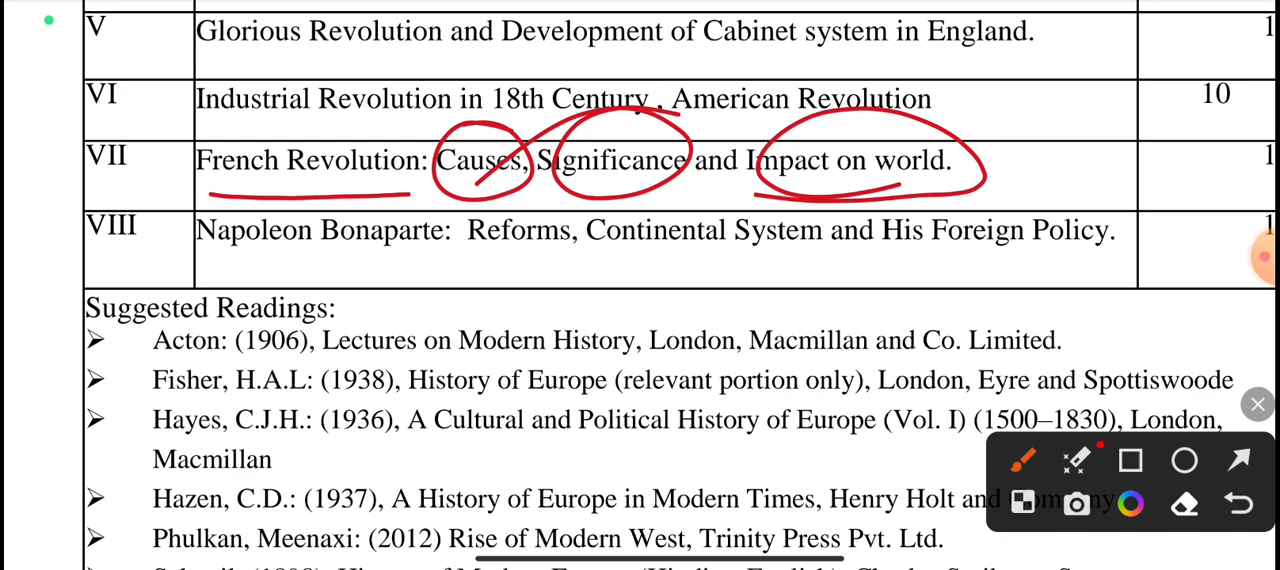 V
Glorious Revolution and Development of Cabinet system in England.
1
VI
Industrial Revolution in 18th Century , American Revolution
10
VII
French Revolution: Causes, Significance and Impact on world.
1
VIII
Napoleon Bonaparte:  Reforms, Continental System and His Foreign Policy.
1
Suggested Readings:
➢ Acton: (1906), Lectures on Modern History, London, Macmillan and Co. Limited.
➢ Fisher, H.A.L: (1938), History of Europe (relevant portion only), London, Eyre and Spottiswoode
➢ Hayes, C.J.H.: (1936), A Cultural and Political History of Europe (Vol. I) (1500–1830), London,
Macmillan
➢ Hazen, C.D.: (1937), A History of Europe in Modern Times, Henry Holt and
➢ Phulkan, Meenaxi: (2012) Rise of Modern West, Trinity Press Pvt. Ltd.